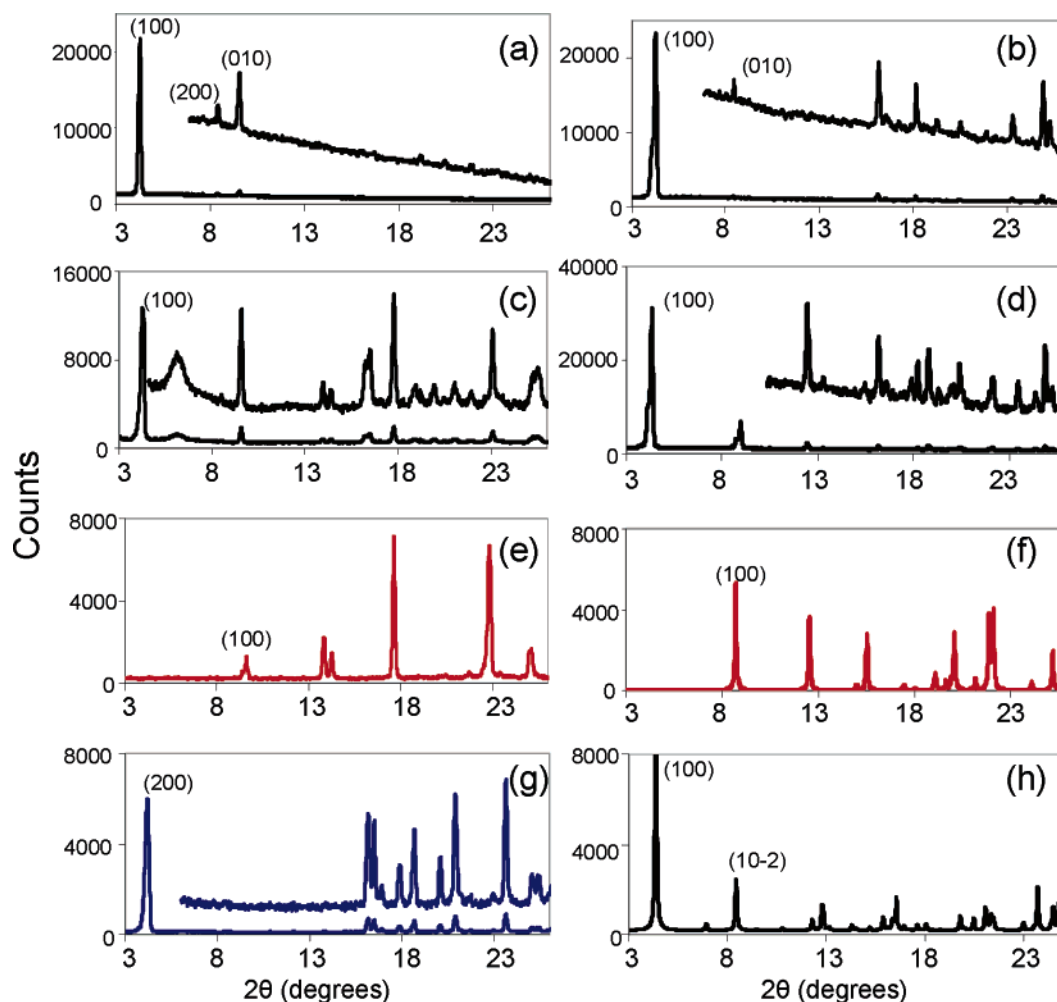 (100) (a)
20000
(200) (010)
10000
0
3 8 13 18 23
(100) (b)
20000
(010)
10000
0
3 8 13 18 23
16000
(100) (c)
8000
0
3 8 13 18 23
40000
(100) (d)
20000
0
3 8 13 18 23
Counts
8000
(e)
4000
(100)
0
3 8 13 18 23
8000
(f)
(100)
4000
0
3 8 13 18 23
8000
(200) (g)
4000
0
3 8 13 18 23
2θ (degrees)
8000
(100) (h)
4000
(10-2)
0
3 8 13 18 23
2θ (degrees)